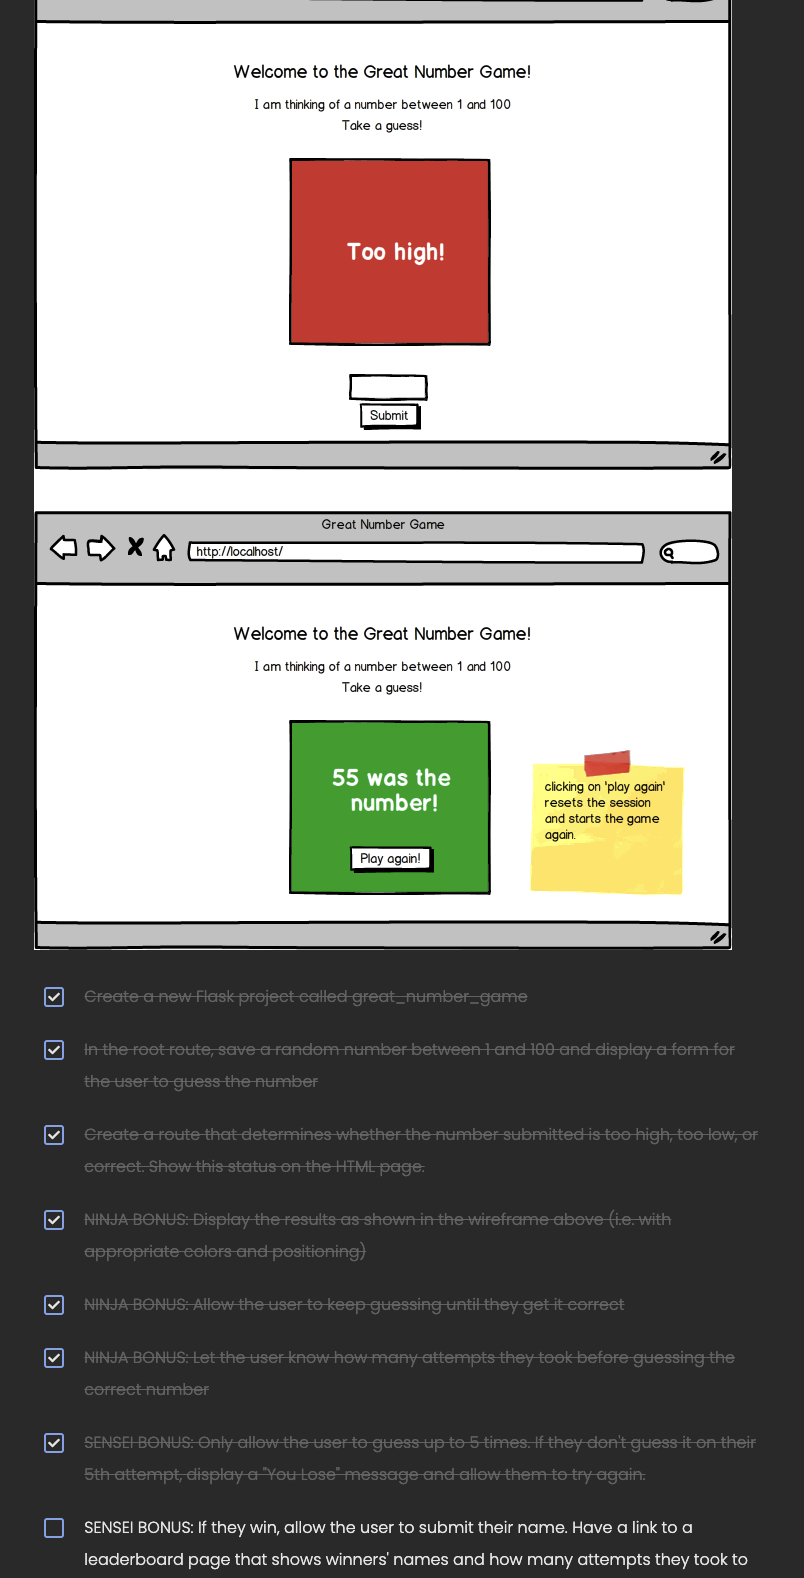 Welcome to the Great Number Game!
I am thinking of a number between 1 and 100
Take a guess!
Too high!
Submit
Great Number Game
http://localhost/
Welcome to the Great Number Game!
I am thinking of a number between 1 and 100
Take a guess!
55 was the
number!
Play again!
clicking on 'play again'
resets the session
and starts the game
again.
Create a new Flask project called great_number_game
In the root route, save a random number between 1 and 100 and display a form for
the user to guess the number
Create a route that determines whether the number submitted is too high, too low, or
correct. Show this status on the HTML page.
NINJA BONUS: Display the results as shown in the wireframe above (i.e. with
appropriate colors and positioning)
NINJA BONUS: Allow the user to keep guessing until they get it correct
NINJA BONUS: Let the user know how many attempts they took before guessing the
correct number
SENSEI BONUS: Only allow the user to guess up to 5 times. If they don't guess it on their
5th attempt, display a "You Lose" message and allow them to try again.
SENSEI BONUS: If they win, allow the user to submit their name. Have a link to a
leaderboard page that shows winners' names and how many attempts they took to